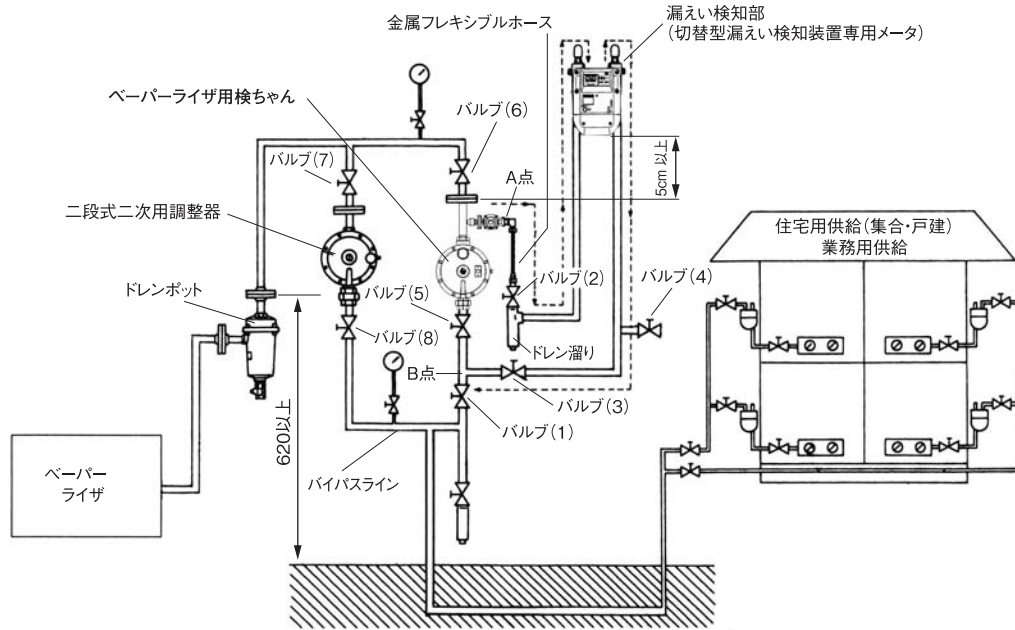 金属フレキシブルホース
漏えい検知部
(切替型漏えい検知装置専用メータ)
ベーパーライザ用検ちゃん
バルブ(6)
バルブ(7)
A点
5cm以上
二段式二次用調整器
住宅用供給(集合・戸建)
業務用供給
ドレンポット
バルブ(5)
バルブ(2)
バルブ(4)
バルブ(8)
ドレン溜り
B点
バルブ(3)
バルブ(1)
620以上
バイパスライン
ベーパー
ライザ